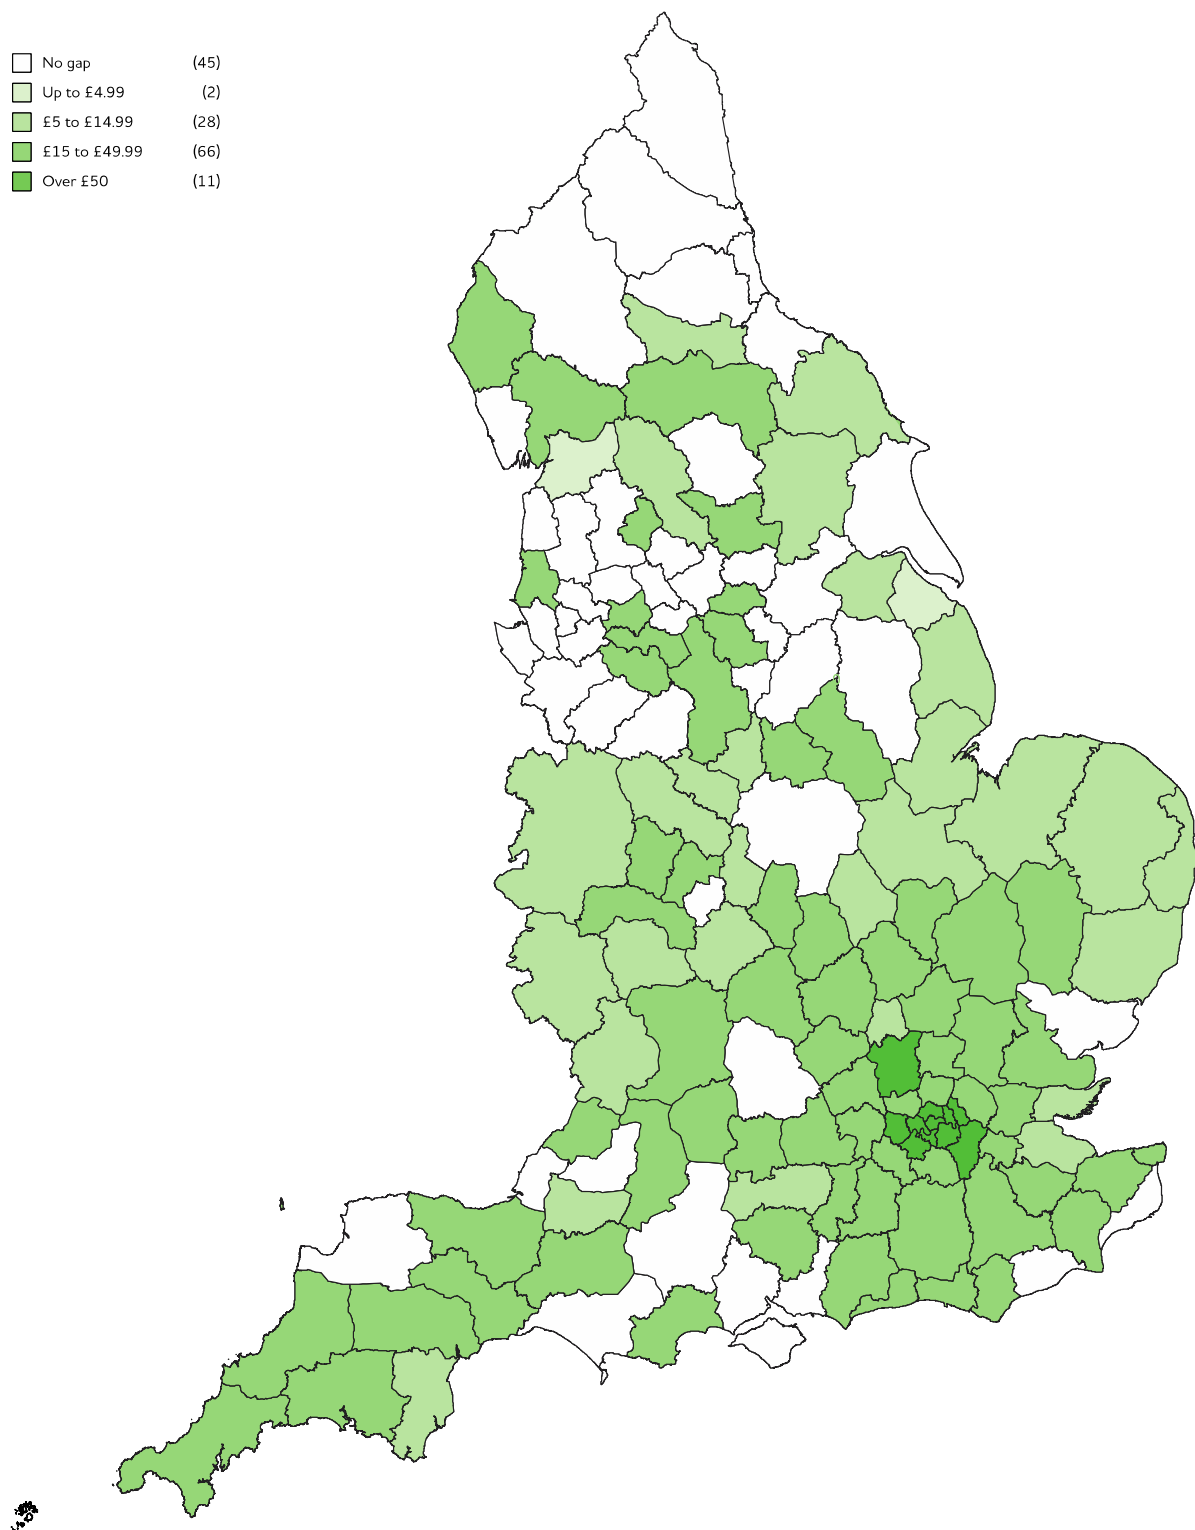 No gap (45)
Up to £4.99 (2)
£5 to £14.99 (28)
£15 to £49.99 (66)
Over £50 (11)